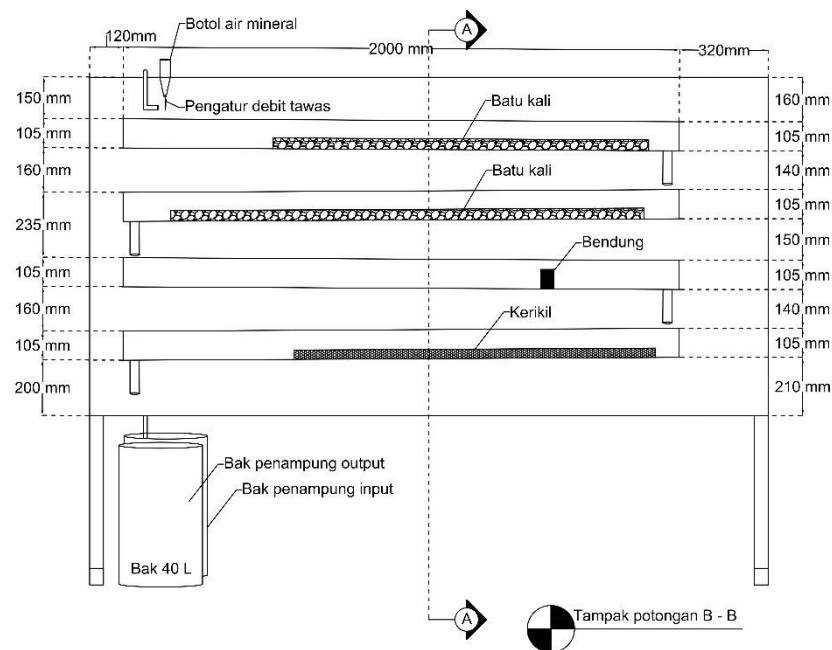 Botol air mineral
A
120mm
2000 mm
320mm
150 mm
Pengatur debit tawas
Batu kali
160 mm
105 mm
105 mm
160 mm
140 mm
Batu kali
105 mm
235 mm
150 mm
Bendung
105 mm
105 mm
160 mm
140 mm
Kerikil
105 mm
105 mm
200 mm
210 mm
Bak penampung output
Bak penampung input
Bak 40 L
A
Tampak potongan B - B